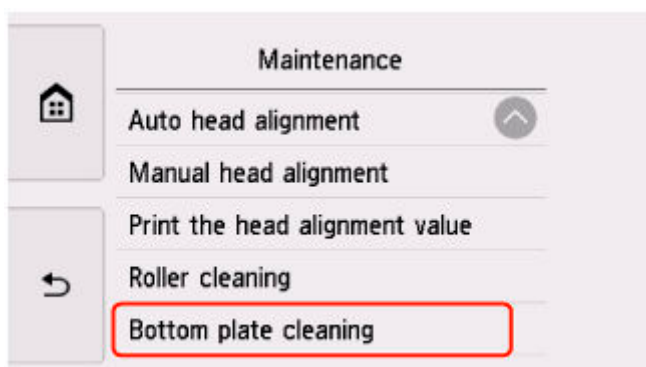 Maintenance
Auto head alignment
Manual head alignment
Print the head alignment value
Roller cleaning
Bottom plate cleaning